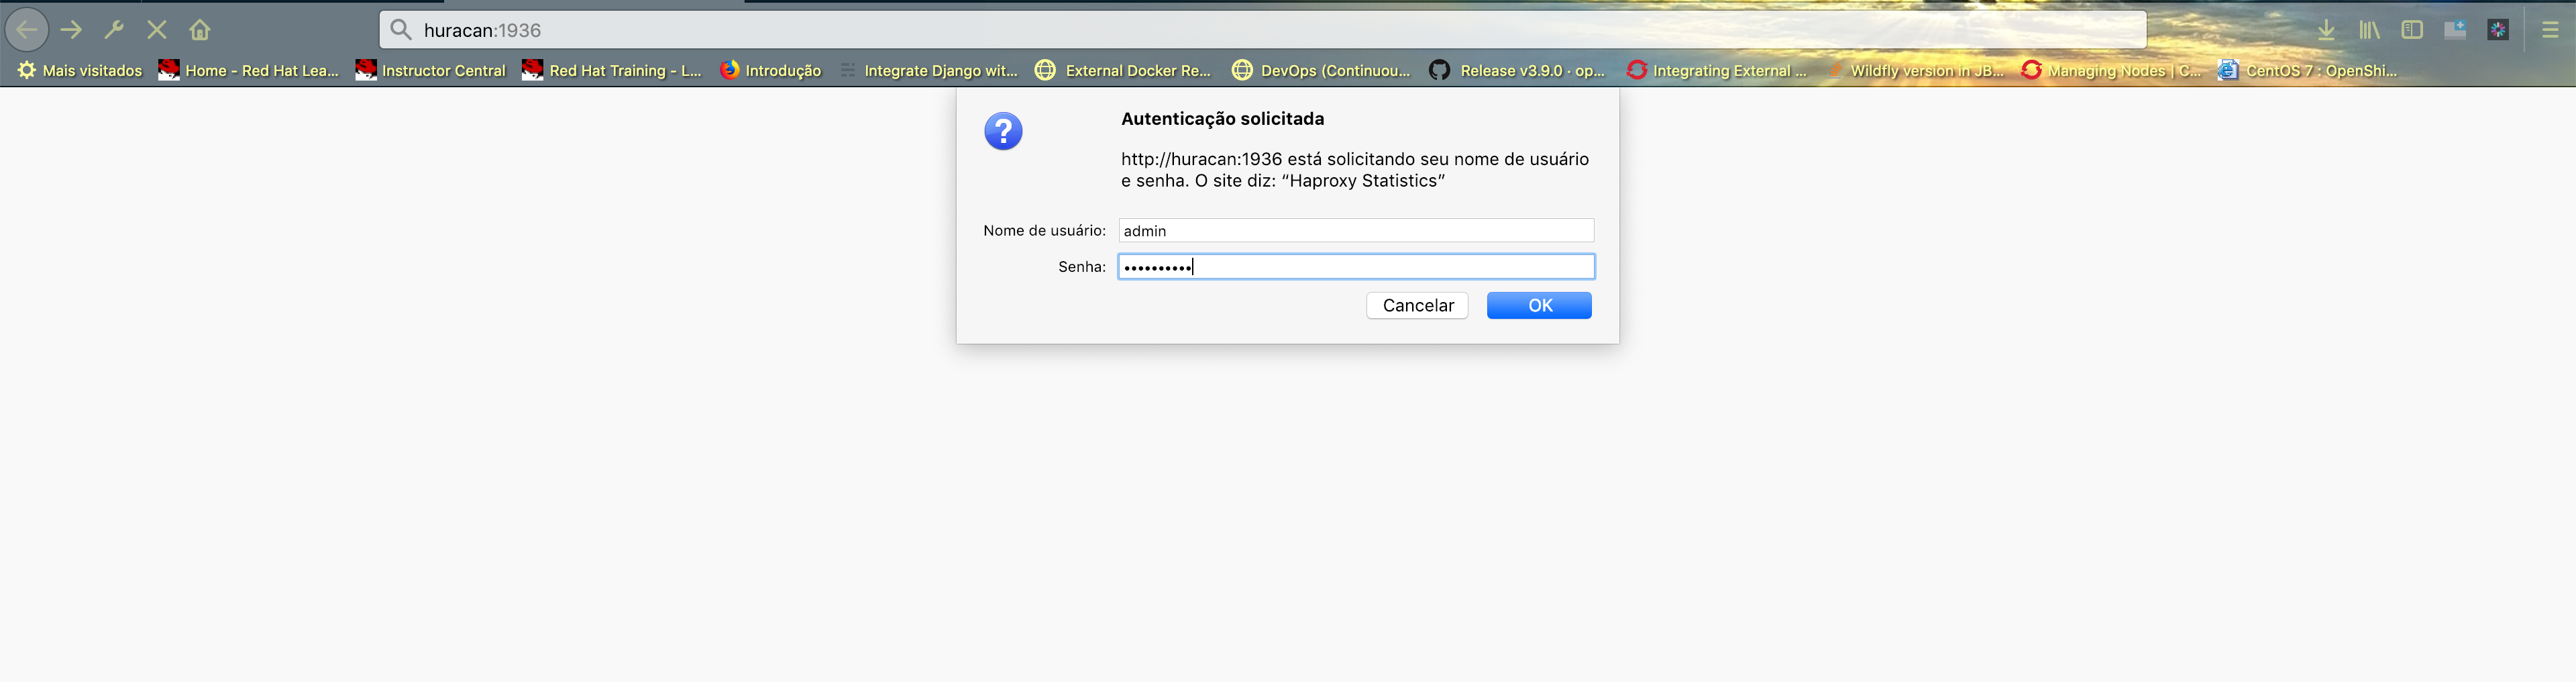 huracan:1936
Mais visitados Home - Red Hat Lea... Instructor Central Red Hat Training - L... Introdução Integrate Django wit... External Docker Re... DevOps (Continuou... Release v3.9.0 · op... Integrating External ... Wildfly version in JB... Managing Nodes | C... CentOS 7 : OpenShi...
Autenticação solicitada
http://huracan:1936 está solicitando seu nome de usuário
e senha. O site diz: “Haproxy Statistics”
Nome de usuário: admin
Senha: ••••••••••
Cancelar OK